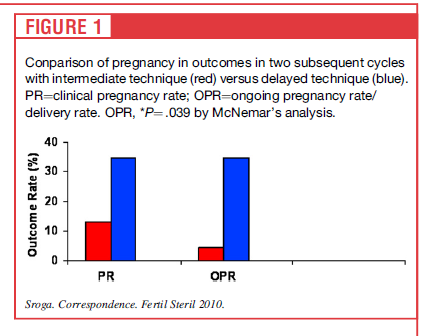 FIGURE 1
Comparison of pregnancy in outcomes in two subsequent cycles
with intermediate technique (red) versus delayed technique (blue).
PR=clinical pregnancy rate; OPR=ongoing pregnancy rate/
delivery rate. OPR, *P=.039 by McNemar's analysis.
Outcome Rate (%)
40
30
20
10
0
PR OPR
Sroga. Correspondence. Fertil Steril 2010.